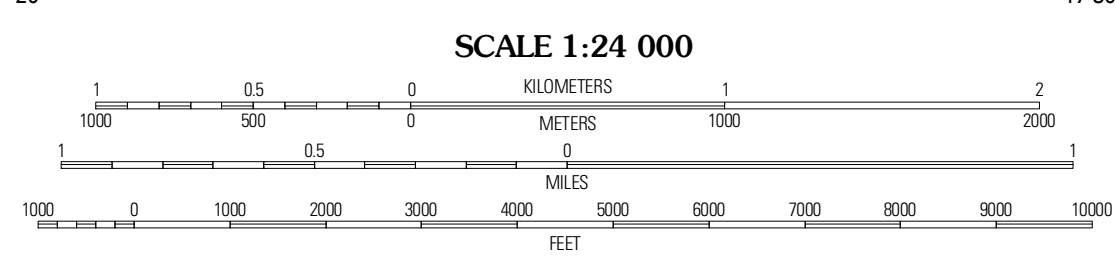 SCALE 1:24 000
1 0.5 0 KILOMETERS 1 2
1000 500 0 METERS 1000 2000
1 0.5 0 1
MILES
1000 0 1000 2000 3000 4000 5000 6000 7000 8000 9000 10000
FEET